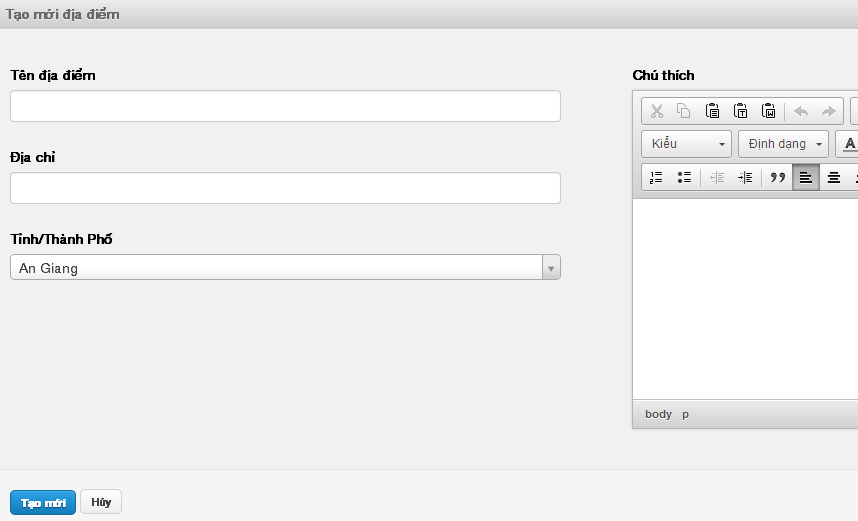 Tạo mới địa điểm
Tên địa điểm
Địa chỉ
Tỉnh/Thành Phố
An Giang
Chú thích
Kiểu
Định dạng
A
body p
Tạo mới
Hủy